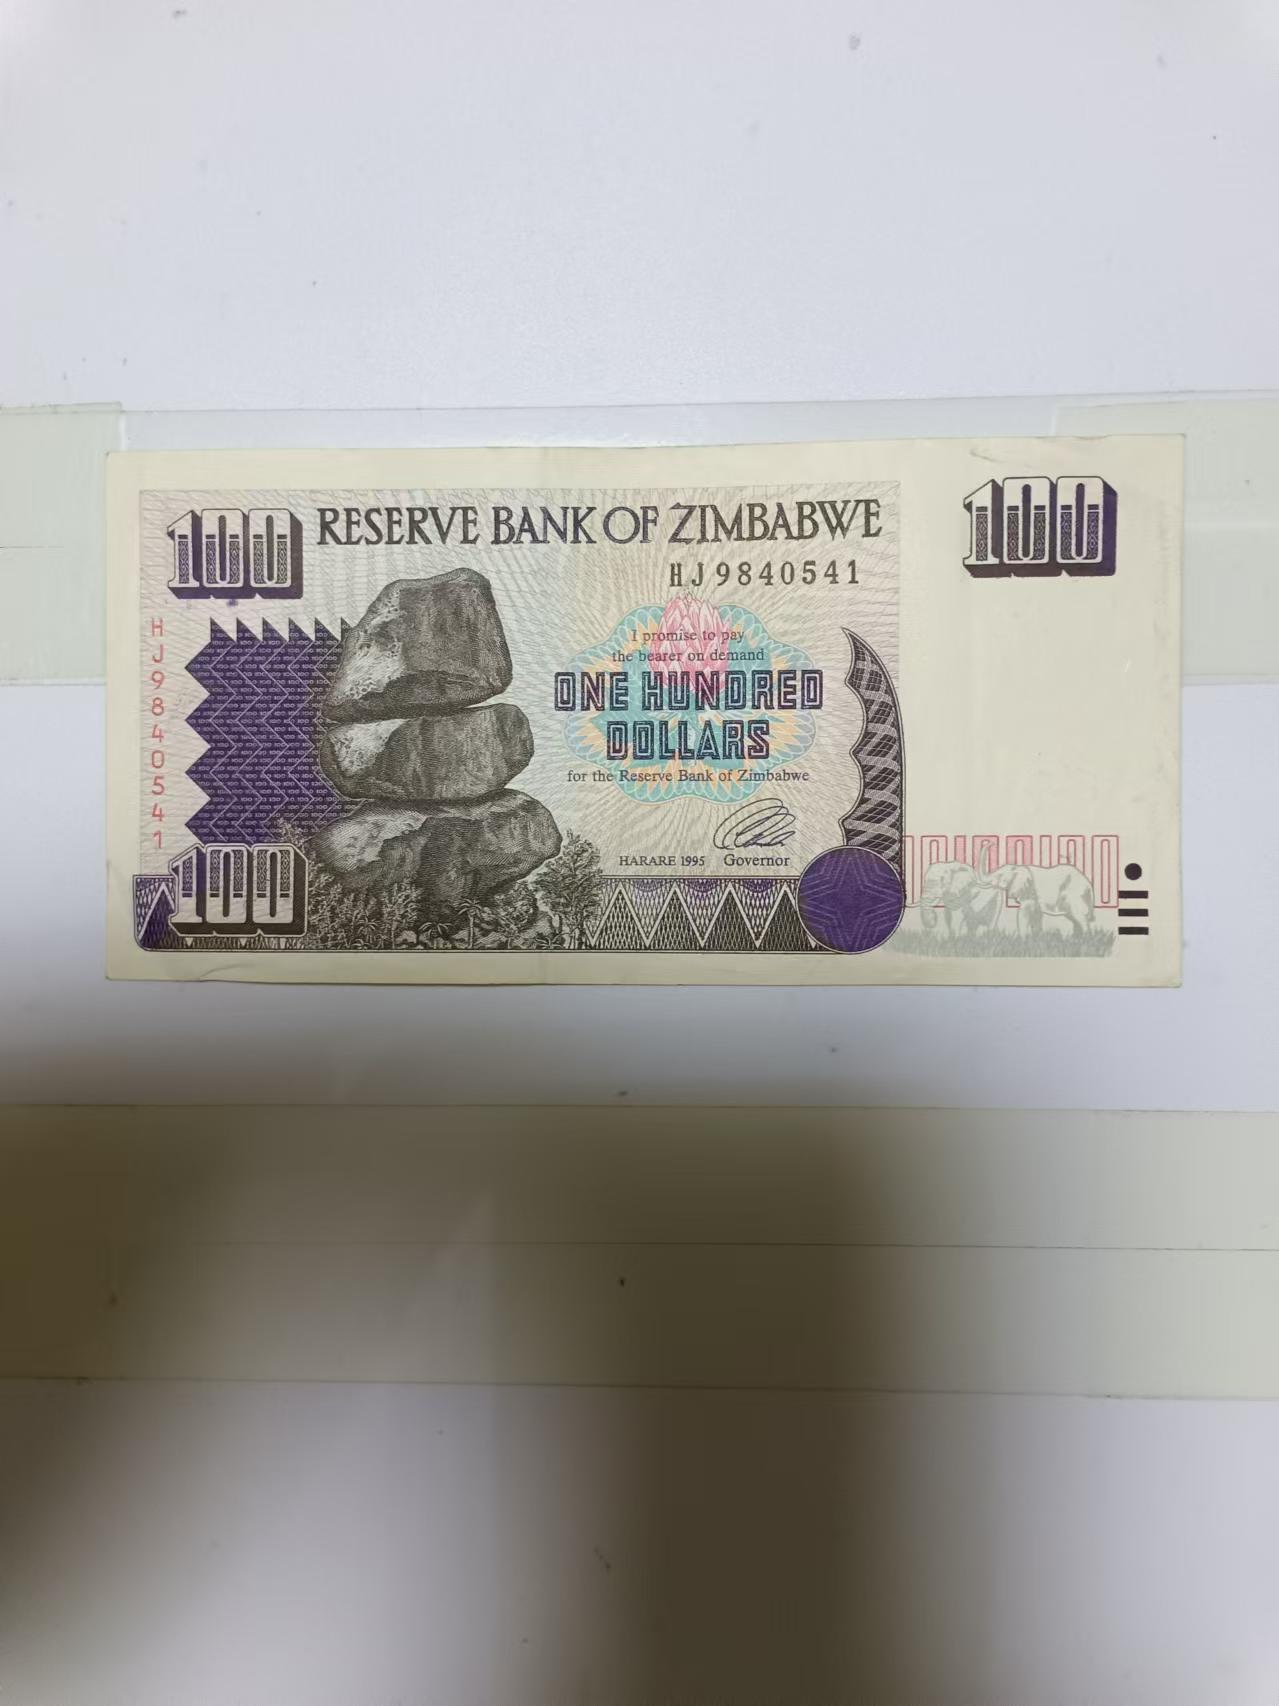 100
RESERVE BANK OF ZIMBABWE
100
HJ9840541
HJ9840541
I promise to pay
the bearer on demand
ONE HUNDRED
DOLLARS
for the Reserve Bank of Zimbabwe
HARARE 1995 Governor
100